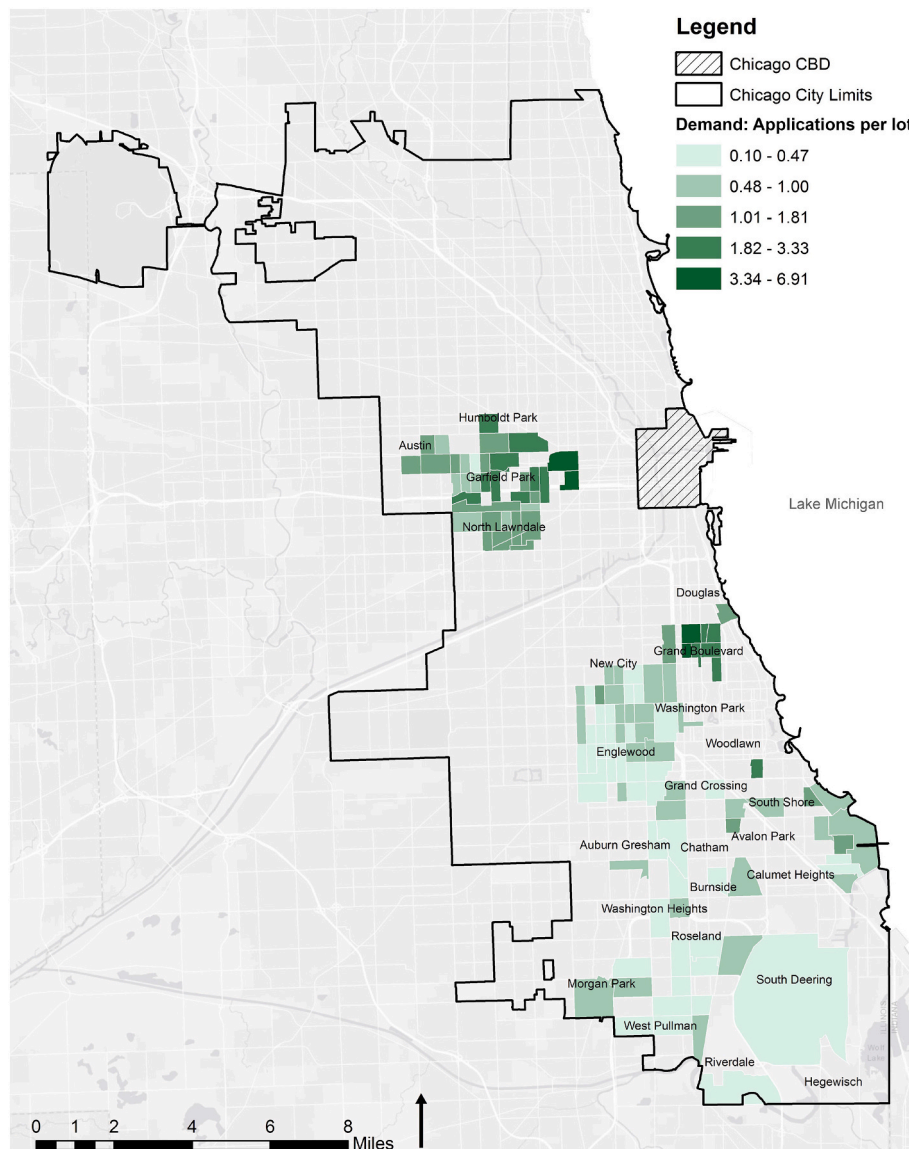 Legend
Chicago CBD
Chicago City Limits
Demand: Applications per lot
0.10 - 0.47
0.48 - 1.00
1.01 - 1.81
1.82 - 3.33
3.34 - 6.91
Humboldt Park
Austin
Garfield Park
Lake Michigan
North Lawndale
Douglas
Grand Boulevard
New City
Washington Park
Woodlawn
Englewood
Grand Crossing
South Shore
Avalon Park
Auburn Gresham
Chatham
Calumet Heights
Burnside
Washington Heights
Roseland
South Deering
Morgan Park
ILLINOIS
INDIANA
West Pullman
Riverdale
Hegewisch
0 1 2 4 6 8
Miles